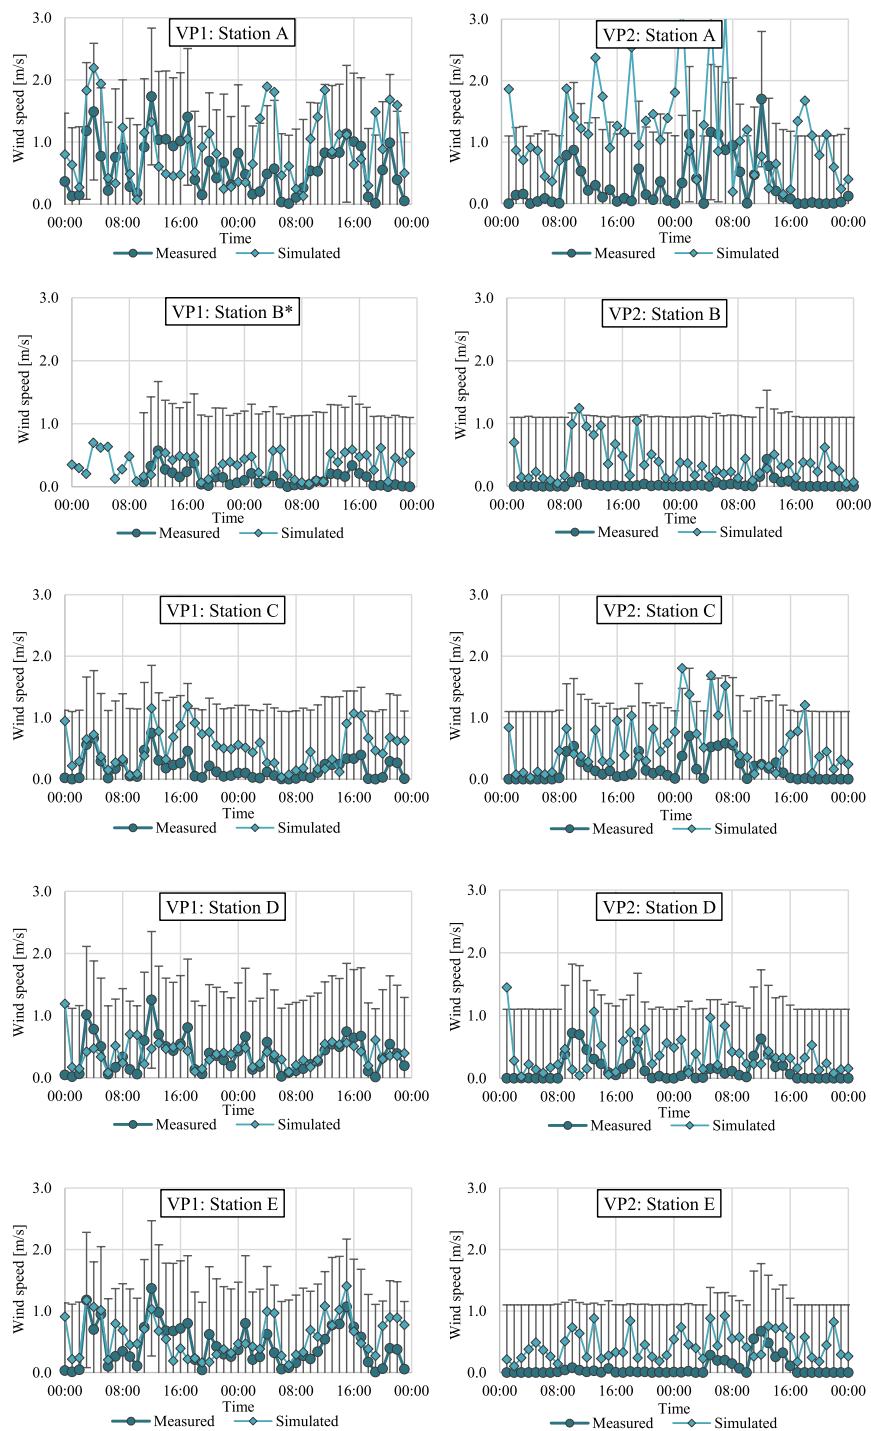 VP1: Station A
Wind speed [m/s]
3.0
2.0
1.0
0.0
00:00 08:00 16:00 00:00 08:00 16:00 00:00
Time
Measured Simulated
VP2: Station A
Wind speed [m/s]
3.0
2.0
1.0
0.0
00:00 08:00 16:00 00:00 08:00 16:00 00:00
Time
Measured Simulated
VP1: Station B*
Wind speed [m/s]
3.0
2.0
1.0
0.0
00:00 08:00 16:00 00:00 08:00 16:00 00:00
Time
Measured Simulated
VP2: Station B
Wind speed [m/s]
3.0
2.0
1.0
0.0
00:00 08:00 16:00 00:00 08:00 16:00 00:00
Time
Measured Simulated
VP1: Station C
Wind speed [m/s]
3.0
2.0
1.0
0.0
00:00 08:00 16:00 00:00 08:00 16:00 00:00
Time
Measured Simulated
VP2: Station C
Wind speed [m/s]
3.0
2.0
1.0
0.0
00:00 08:00 16:00 00:00 08:00 16:00 00:00
Time
Measured Simulated
VP1: Station D
Wind speed [m/s]
3.0
2.0
1.0
0.0
00:00 08:00 16:00 00:00 08:00 16:00 00:00
Time
Measured Simulated
VP2: Station D
Wind speed [m/s]
3.0
2.0
1.0
0.0
00:00 08:00 16:00 00:00 08:00 16:00 00:00
Time
Measured Simulated
VP1: Station E
Wind speed [m/s]
3.0
2.0
1.0
0.0
00:00 08:00 16:00 00:00 08:00 16:00 00:00
Time
Measured Simulated
VP2: Station E
Wind speed [m/s]
3.0
2.0
1.0
0.0
00:00 08:00 16:00 00:00 08:00 16:00 00:00
Time
Measured Simulated